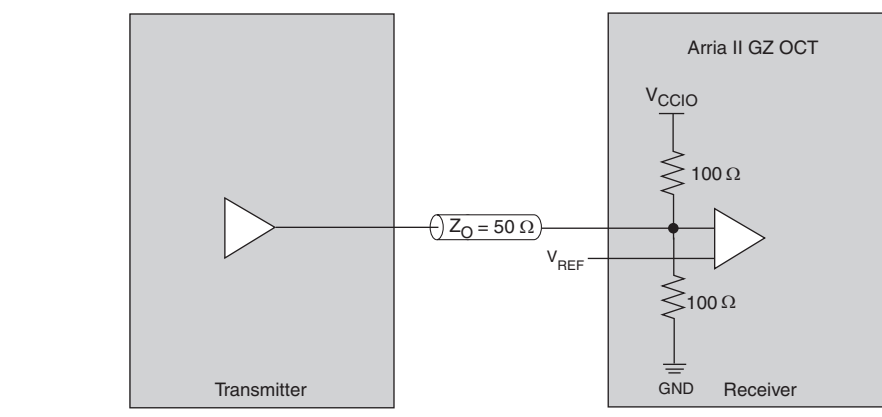 Arria II GZ OCT
VCCIO
100 Ω
ZO = 50 Ω
VREF
100 Ω
GND
Transmitter
Receiver